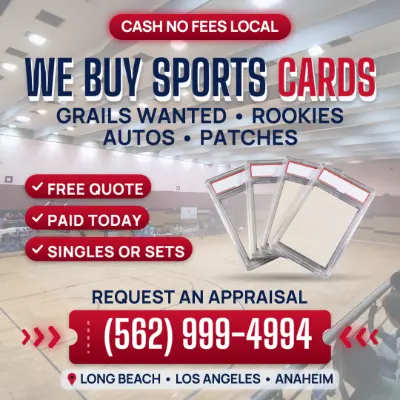 CASH NO FEES LOCAL
WE BUY SPORTS CARDS
GRAILS WANTED • ROOKIES
AUTOS • PATCHES
FREE QUOTE
PAID TODAY
SINGLES OR SETS
REQUEST AN APPRAISAL
(562) 999-4994
LONG BEACH • LOS ANGELES • ANAHEIM